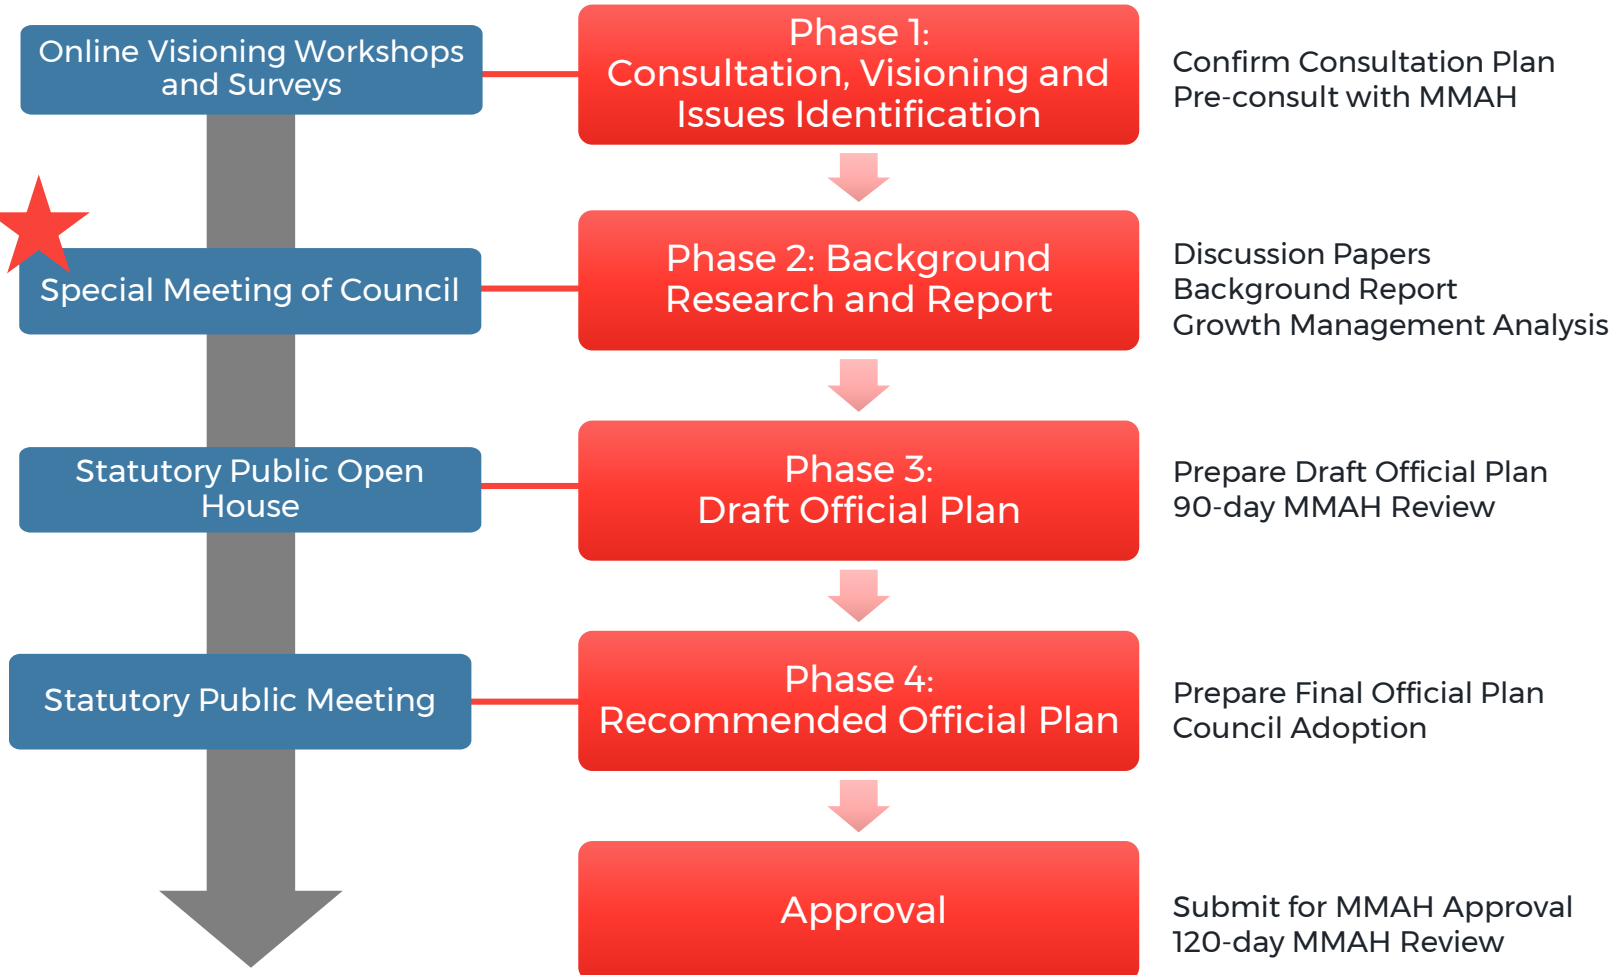 Online Visioning Workshops
and Surveys
Phase 1:
Consultation, Visioning and
Issues Identification
Confirm Consultation Plan
Pre-consult with MMAH
Special Meeting of Council
Phase 2: Background
Research and Report
Discussion Papers
Background Report
Growth Management Analysis
Statutory Public Open
House
Phase 3:
Draft Official Plan
Prepare Draft Official Plan
90-day MMAH Review
Statutory Public Meeting
Phase 4:
Recommended Official Plan
Prepare Final Official Plan
Council Adoption
Approval
Submit for MMAH Approval
120-day MMAH Review